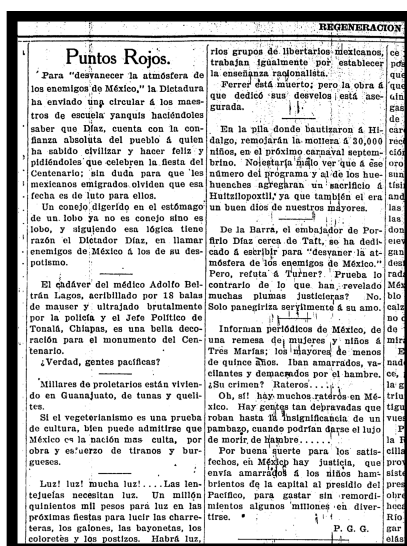 REGENERACION
Puntos Rojos.
Para "desvanecer la atmósfera de
los enemigos de México," la Dictadura
ha enviado una circular á los maes-
tros de escuela yanquis haciéndoles
saber que Díaz, cuenta con la con-
fianza absoluta del pueblo á quien
ha sabido civilizar y hacer feliz y
pidiéndoles que celebren la fiesta del
Centenario; sin duda para que les
mexicanos emigrados olviden que esa
fecha es de luto para ellos.
Un conejo digerido en el estómago
de un lobo ya no es conejo sino es
lobo, y siguiendo esa lógica tiene
razón el Dictador Díaz, en llamar
enemigos de México á los de su des-
potismo.
El cadáver del médico Adolfo Bel-
trán Lagos, acribillado por 18 balas
de mauser y ultrajado brutalmente
por la policía y el Jefe Político de
Tonalá, Chiapas, es una bella deco-
ración para el monumento del Cen-
tenario.
¿Verdad, gentes pacíficas?
Millares de proletarios están vivien-
do en Guanajuato, de tunas y queli-
tes.
Si el vegeterianismo es una prueba
de cultura, bien puede admitirse que
México es la nación mas culta, por
obra y esfuerzo de tiranos y bur-
gueses.
Luz! luz! mucha luz!....Las len-
tejuelas necesitan luz. Un millón
quinientos mil pesos para luz en las
próximas fiestas para lucir las charre-
teras, los galones, las bayonetas, los
coloretes y los postizos. Habrá luz,
rios grupos de libertarios mexicanos,
trabajan igualmente por establecer
la enseñanza racionalista.
Ferrer está muerto; pero la obra á
que dedicó sus desvelos está ase-
gurada.
En la pila donde bautizaron á Hi-
dalgo, remojarán la mollera á 30,000
niños, en el próximo carnaval septem-
brino. No estaría malo ver que á ese
número del programa y al de los hue-
huenches agregaran un sacrificio á
Huitzilopoxtli, ya que también el era
un bien dios de nuestros mayores.
De la Barra, el embajador de Por-
firio Díaz cerca de Taft, se ha dedi-
cado á escribir para "desvaner la at-
mósfera de los enemigos de México."
Pero, refuta á Turner? Prueba lo
contrario de lo que han revelado
muchas plumas justicieras? No.
Solo panegiriza servilmente á su amo.
Informan periódicos de México, de
una remesa de mujeres y niños á
Tres Marías; los mayores de menos
de quince años. Iban amarrados, va-
cilantes y demacrados por el hambre.
¿Su crimen? Rateros....
Oh, sí! hay muchos rateros en Mé-
xico. Hay gentes tan depravadas que
roban hasta la insignificancia de un
pambazo, cuando podrían darse el lujo
de morir de hambre......
Por buena suerte para los satis-
fechos, en México hay justicia, que
envía amarrados á los niños ham-
brientos de la capital al presidio del
Pacífico, para gastar sin remordi-
mientos algunos millones en diver-
tirse.
P. G. G.